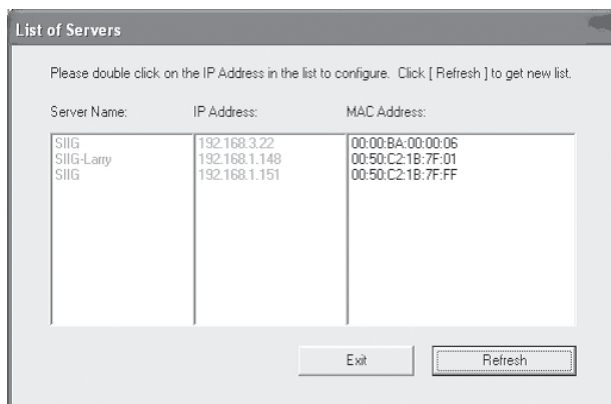 List of Servers
Please double click on the IP Address in the list to configure. Click [ Refresh ] to get new list.
Server Name: IP Address: MAC Address:
SIIG 192.168.3.22 00:00:BA:00:00:06
SIIG-Larry 192.168.1.148 00:50:C2:1B:7F:01
SIIG 192.168.1.151 00:50:C2:1B:7F:FF
Exit Refresh